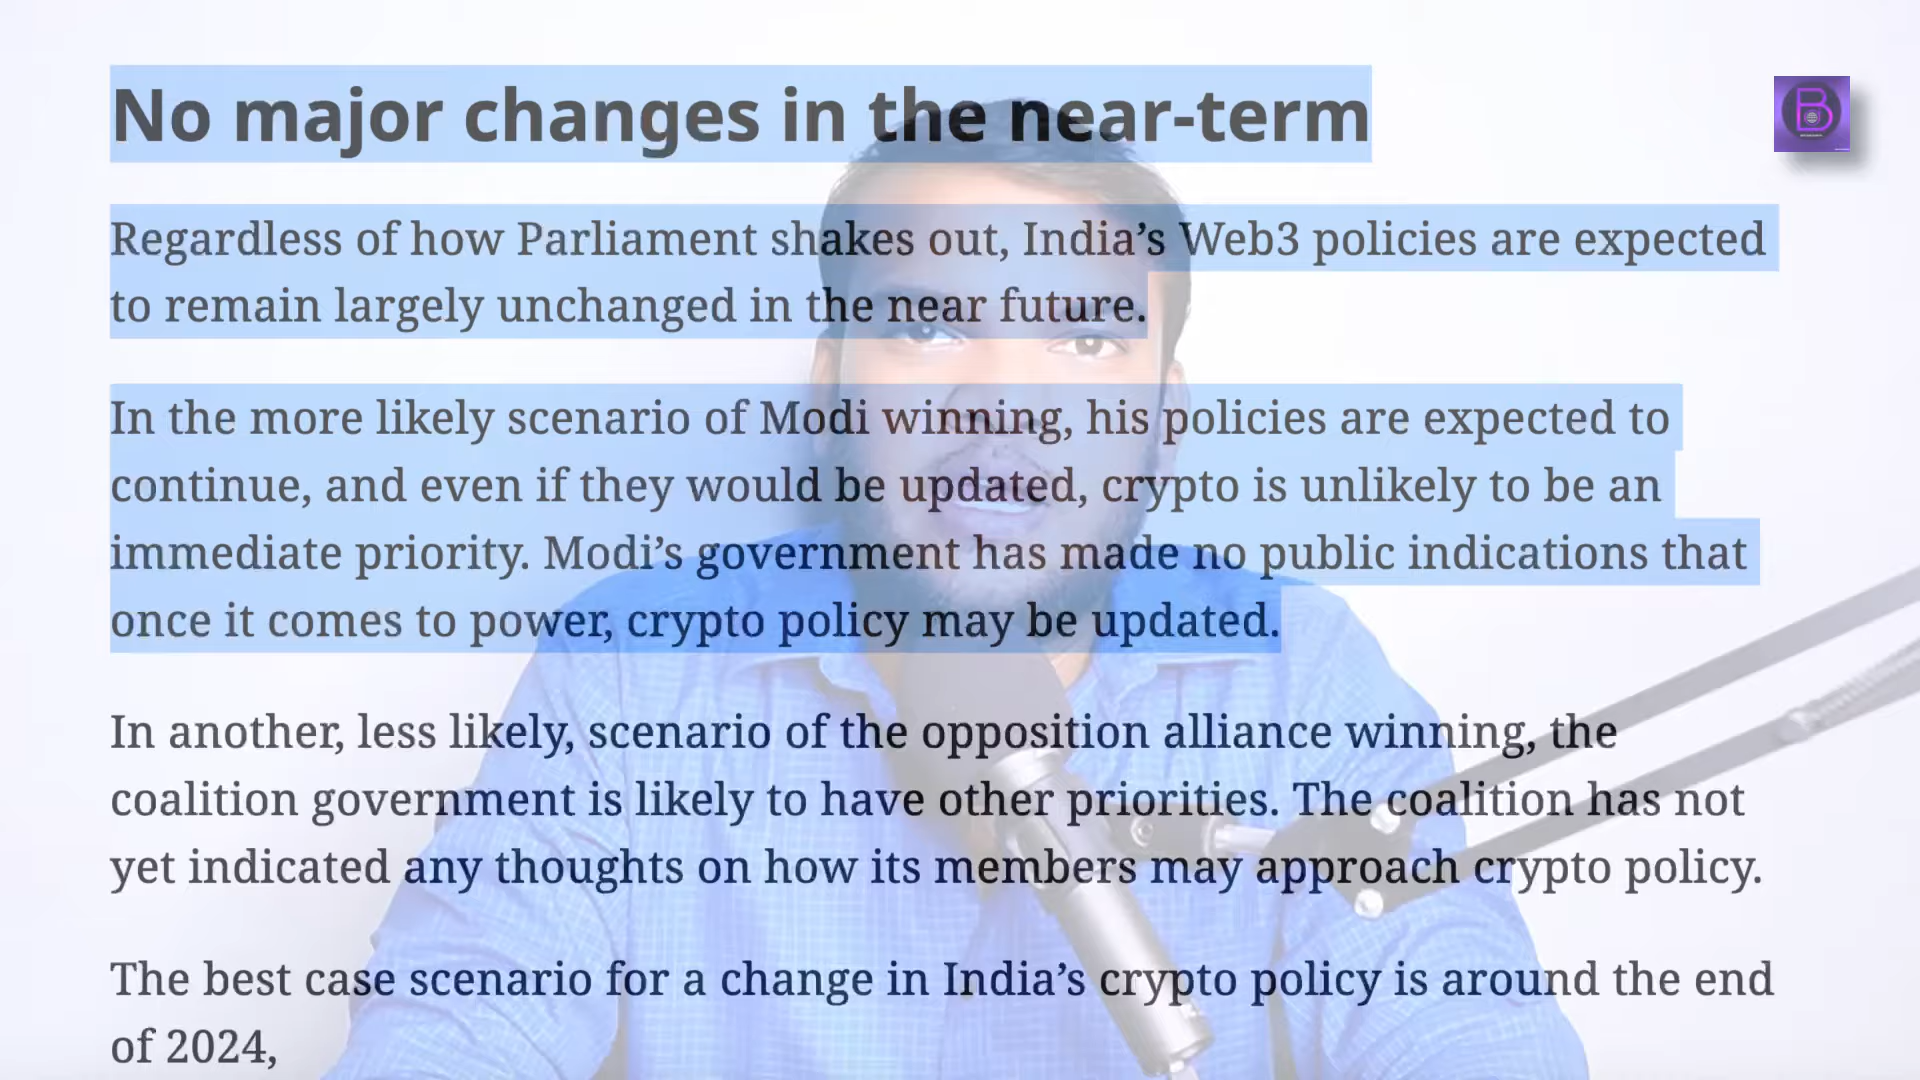 No major changes in the near-term
Regardless of how Parliament shakes out, India’s Web3 policies are expected
to remain largely unchanged in the near future.
In the more likely scenario of Modi winning, his policies are expected to
continue, and even if they would be updated, crypto is unlikely to be an
immediate priority. Modi’s government has made no public indications that
once it comes to power, crypto policy may be updated.
In another, less likely, scenario of the opposition alliance winning, the
coalition government is likely to have other priorities. The coalition has not
yet indicated any thoughts on how its members may approach crypto policy.
The best case scenario for a change in India’s crypto policy is around the end
of 2024,
B